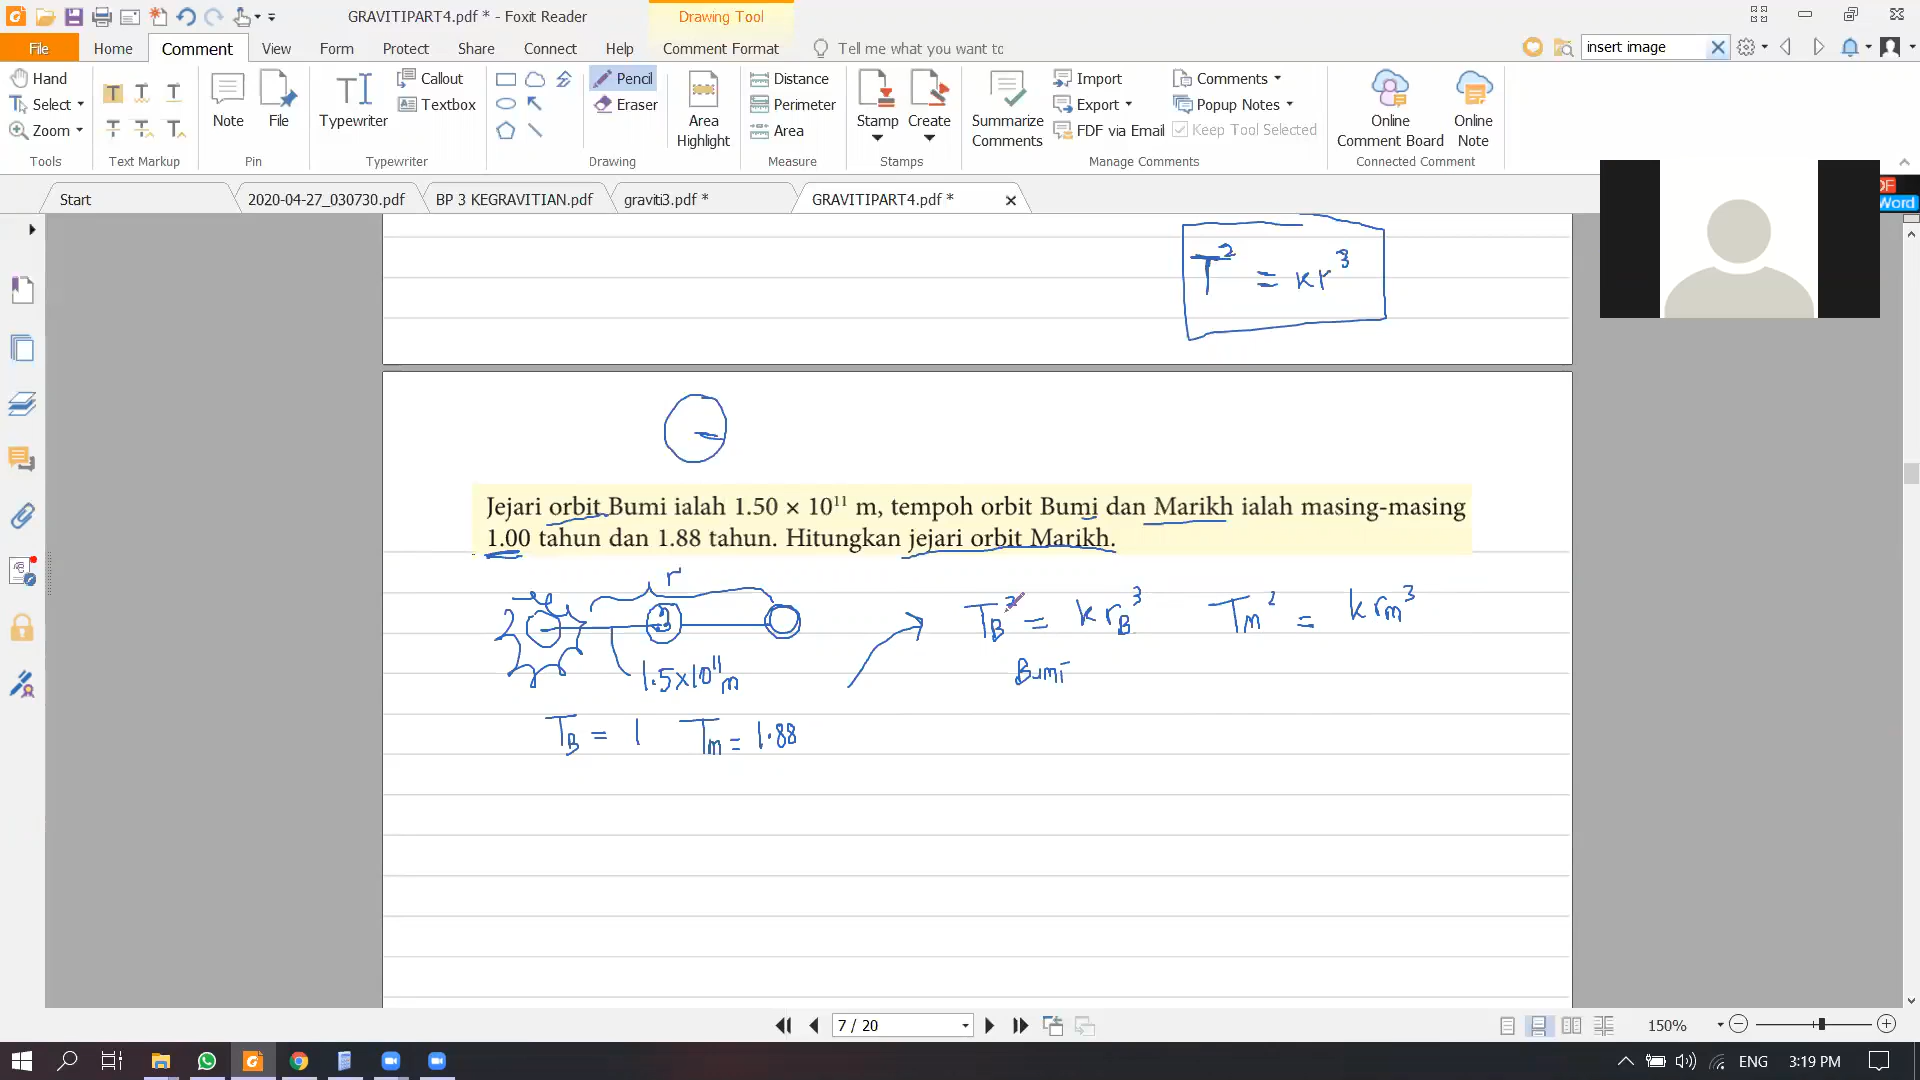 GRAVITIPART4.pdf * - Foxit Reader
Drawing Tool
File Home Comment View Form Protect Share Connect Help Comment Format Tell me what you want to insert image
Hand
Select
Zoom
Tools
Text Markup
Note
File
Pin
Typewriter
Callout
Textbox
Typewriter
Pencil
Eraser
Drawing
Area Highlight
Distance
Perimeter
Area
Measure
Stamp
Create
Stamps
Summarize Comments
Import
Export
FDF via Email
Comments
Popup Notes
Keep Tool Selected
Manage Comments
Online Comment Board
Online Note
Connected Comment
Start 2020-04-27_030730.pdf BP 3 KEGRAVITIAN.pdf graviti3.pdf * GRAVITIPART4.pdf *
Word
T² = kr³
Jejari orbit Bumi ialah 1.50 × 10¹¹ m, tempoh orbit Bumi dan Marikh ialah masing-masing
1.00 tahun dan 1.88 tahun. Hitungkan jejari orbit Marikh.
r
T_B² = k r_B³ T_m² = k r_m³
1.5×10¹¹ m
Bumi
T_B = 1 T_m = 1.88
7 / 20
150%
ENG 3:19 PM